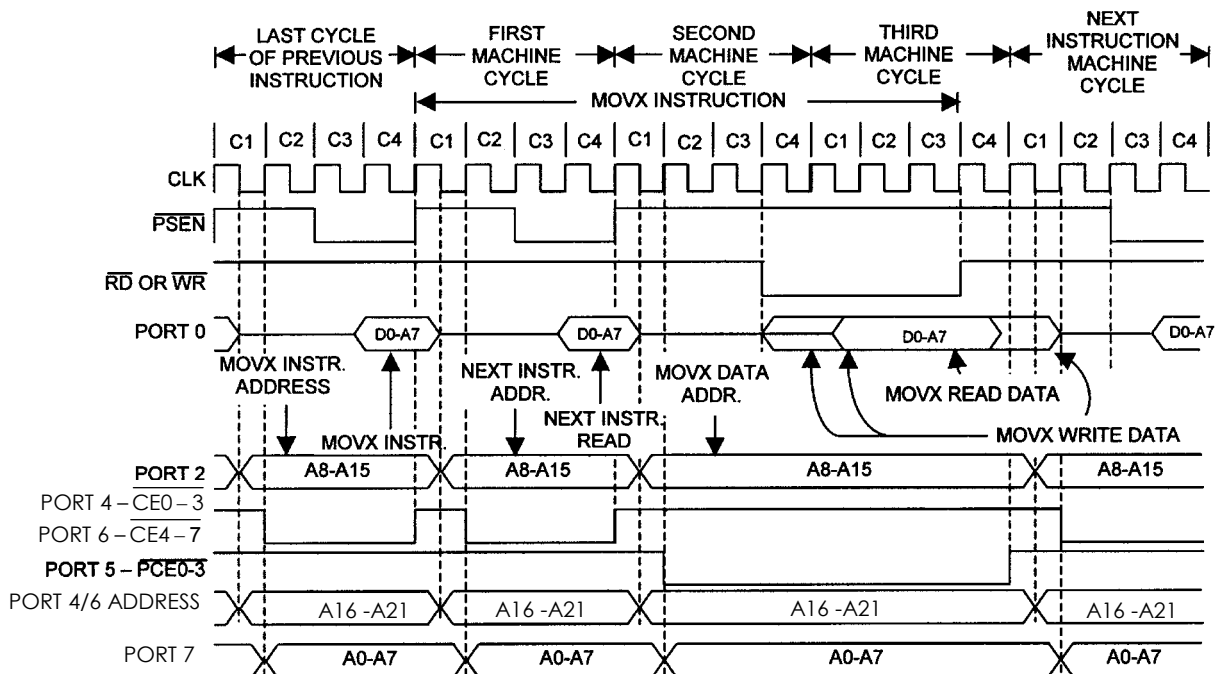 LAST CYCLE
OF PREVIOUS
INSTRUCTION
FIRST
MACHINE
CYCLE
SECOND
MACHINE
CYCLE
THIRD
MACHINE
CYCLE
NEXT
INSTRUCTION
MACHINE
CYCLE
MOVX INSTRUCTION
C1 C2 C3 C4 C1 C2 C3 C4 C1 C2 C3 C4 C1 C2 C3 C4 C1 C2 C3 C4
CLK
PSEN
RD OR WR
PORT 0 D0-A7 D0-A7 D0-A7 D0-A7
MOVX INSTR.
ADDRESS
MOVX INSTR.
NEXT INSTR.
ADDR.
NEXT INSTR.
READ
MOVX DATA
ADDR.
MOVX READ DATA
MOVX WRITE DATA
PORT 2 A8-A15 A8-A15 A8-A15 A8-A15
PORT 4 – CE0 – 3
PORT 6 – CE4 – 7
PORT 5 – PCE0-3
PORT 4/6 ADDRESS A16 -A21 A16 -A21 A16 -A21 A16 -A21
PORT 7 A0-A7 A0-A7 A0-A7 A0-A7